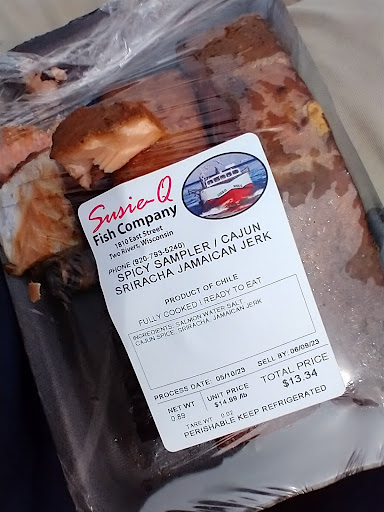 Susie-Q
Fish Company
1810 East Street
Two Rivers, Wisconsin
PHONE (920-793-5240)
SPICY SAMPLER / CAJUN
SRIRACHA JAMAICAN JERK
PRODUCT OF CHILE
FULLY COOKED / READY TO EAT
INGREDIENTS: SALMON WATER SALT
CAJUN SPICE, SRIRACHA, JAMAICAN JERK
PROCESS DATE: 05/10/23 SELL BY: 06/09/23
NET WT UNIT PRICE TOTAL PRICE
0.89 $14.99 /lb $13.34
TARE WT 0.02
PERISHABLE KEEP REFRIGERATED